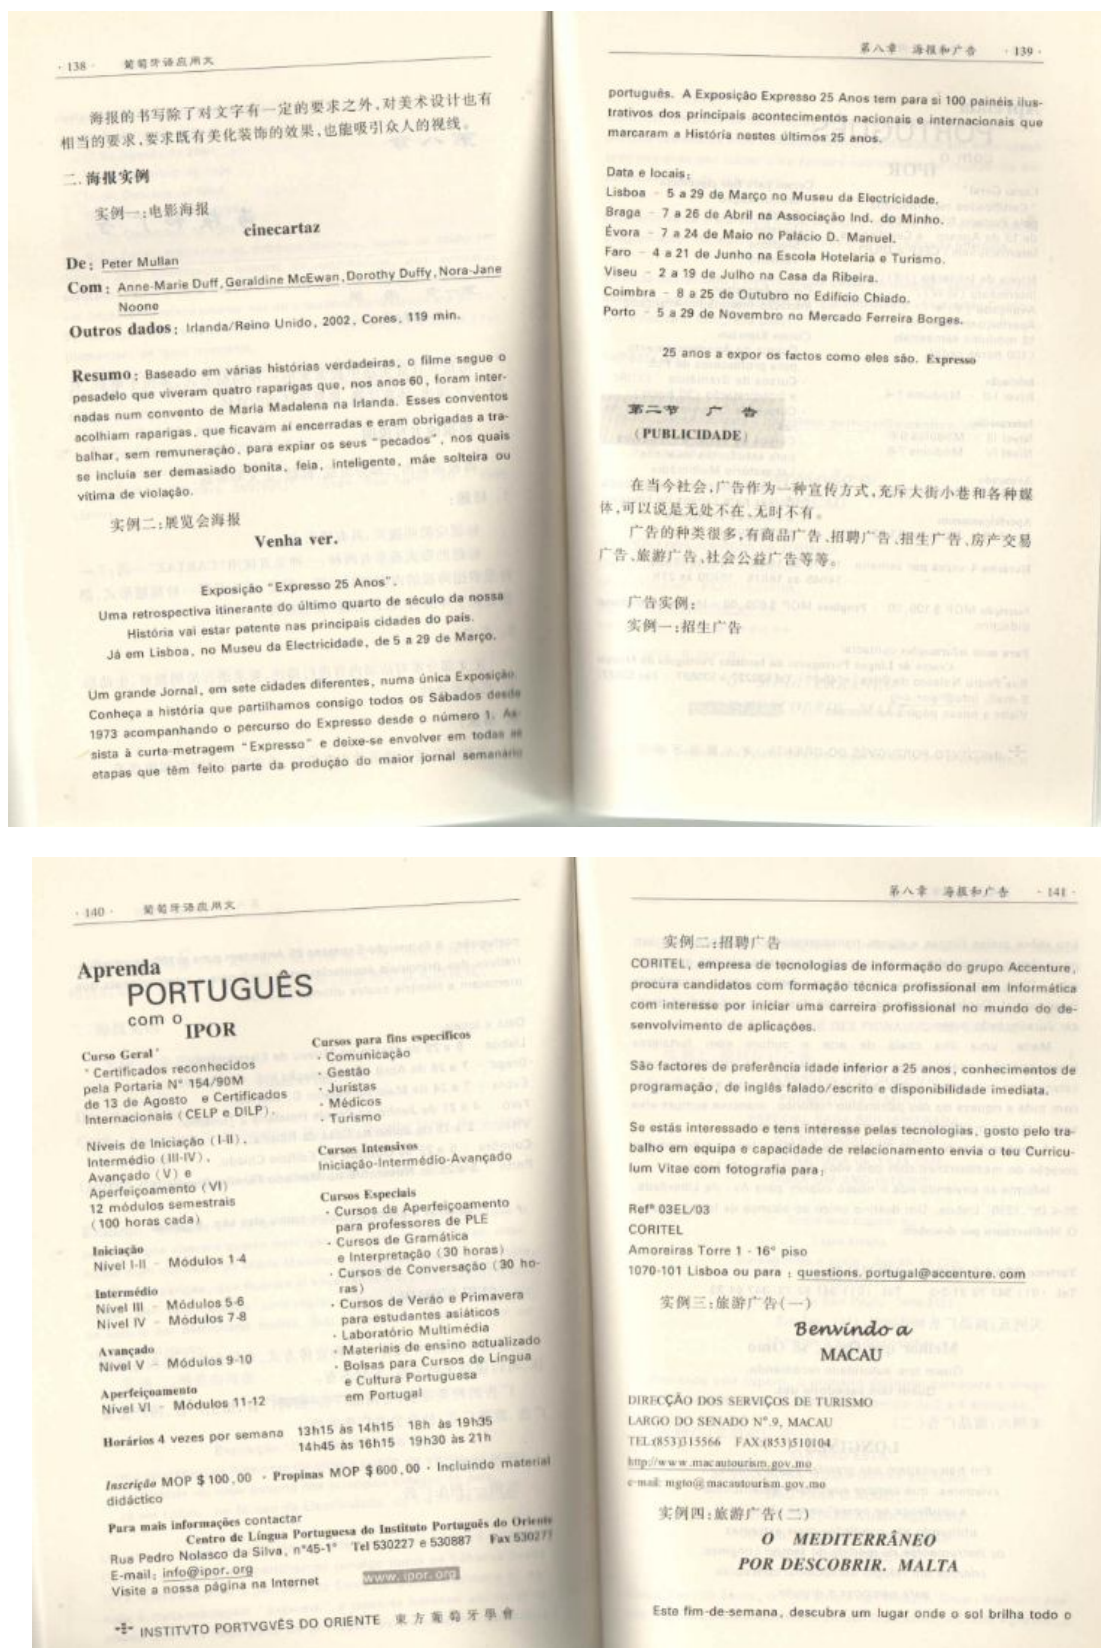 ·138· 葡萄牙语应用文
海报的书写除了对文字有一定的要求之外,对美术设计也有
相当的要求,要求既有美化装饰的效果,也能吸引众人的视线。
二. 海报实例
实例一:电影海报
cinecartaz
De: Peter Mullan
Com: Anne-Marie Duff, Geraldine McEwan, Dorothy Duffy, Nora-Jane
Noone
Outros dados: Irlanda/Reino Unido, 2002, Cores, 119 min.
Resumo: Baseado em várias histórias verdadeiras, o filme segue o
pesadelo que viveram quatro raparigas que, nos anos 60, foram inter-
nadas num convento de Maria Madalena na Irlanda. Esses conventos
acolhiam raparigas, que ficavam aí encerradas e eram obrigadas a tra-
balhar, sem remuneração, para expiar os seus "pecados", nos quais
se incluía ser demasiado bonita, feia, inteligente, mãe solteira ou
vítima de violação.
实例二:展览会海报
Venha ver.
Exposição "Expresso 25 Anos".
Uma retrospectiva itinerante do último quarto de século da nossa
História vai estar patente nas principais cidades do país.
Já em Lisboa, no Museu da Electricidade, de 5 a 29 de Março.
Um grande Jornal, em sete cidades diferentes, numa única Exposição.
Conheça a história que partilhamos consigo todos os Sábados desde
1973 acompanhando o percurso do Expresso desde o número 1. As-
sista à curta-metragem "Expresso" e deixe-se envolver em todas as
etapas que têm feito parte da produção do maior jornal semanário
第八章 海报和广告 ·139·
português. A Exposição Expresso 25 Anos tem para si 100 painéis ilus-
trativos dos principais acontecimentos nacionais e internacionais que
marcaram a História nestes últimos 25 anos.
Data e locais:
Lisboa - 5 a 29 de Março no Museu da Electricidade.
Braga - 7 a 26 de Abril na Associação Ind. do Minho.
Évora - 7 a 24 de Maio no Palácio D. Manuel.
Faro - 4 a 21 de Junho na Escola Hotelaria e Turismo.
Viseu - 2 a 19 de Julho na Casa da Ribeira.
Coimbra - 8 a 25 de Outubro no Edifício Chiado.
Porto - 5 a 29 de Novembro no Mercado Ferreira Borges.
25 anos a expor os factos como eles são. Expresso
第二节 广 告
(PUBLICIDADE)
在当今社会,广告作为一种宣传方式,充斥大街小巷和各种媒
体,可以说是无处不在、无时不有。
广告的种类很多,有商品广告、招聘广告、招生广告、房产交易
广告、旅游广告、社会公益广告等等。
广告实例:
实例一:招生广告
·140· 葡萄牙语应用文
Aprenda
PORTUGUÊS
com o
IPOR
Curso Geral*
* Certificados reconhecidos
pela Portaria N° 154/90M
de 13 de Agosto e Certificados
Internacionais (CELP e DILP).
Níveis de Iniciação (I-II),
Intermédio (III-IV),
Avançado (V) e
Aperfeiçoamento (VI)
12 módulos semestrais
(100 horas cada)
Iniciação
Nível I-II - Módulos 1-4
Intermédio
Nível III - Módulos 5-6
Nível IV - Módulos 7-8
Avançado
Nível V - Módulos 9-10
Aperfeiçoamento
Nível VI - Módulos 11-12
Cursos para fins específicos
· Comunicação
· Gestão
· Juristas
· Médicos
· Turismo
Cursos Intensivos
Iniciação-Intermédio-Avançado
Cursos Especiais
· Cursos de Aperfeiçoamento
para professores de PLE
· Cursos de Gramática
e Interpretação (30 horas)
· Cursos de Conversação (30 ho-
ras)
· Cursos de Verão e Primavera
para estudantes asiáticos
· Laboratório Multimédia
· Materiais de ensino actualizado
· Bolsas para Cursos de Língua
e Cultura Portuguesa
em Portugal
Horários 4 vezes por semana 13h15 às 14h15 18h às 19h35
14h45 às 16h15 19h30 às 21h
Inscrição MOP $100,00 · Propinas MOP $600,00 · Incluindo material
didáctico
Para mais informações contactar
Centro de Língua Portuguesa do Instituto Português do Oriente
Rua Pedro Nolasco da Silva, n°45-1° Tel 530227 e 530887 Fax 530277
E-mail: info@ipor.org
Visite a nossa página na Internet www.ipor.org
INSTITVTO PORTVGVÊS DO ORIENTE 東方葡萄牙學會
第八章 海报和广告 ·141·
实例二:招聘广告
CORITEL, empresa de tecnologias de informação do grupo Accenture,
procura candidatos com formação técnica profissional em Informática
com interesse por iniciar uma carreira profissional no mundo do de-
senvolvimento de aplicações.
São factores de preferência idade inferior a 25 anos, conhecimentos de
programação, de inglês falado/escrito e disponibilidade imediata.
Se estás interessado e tens interesse pelas tecnologias, gosto pelo tra-
balho em equipa e capacidade de relacionamento envia o teu Curricu-
lum Vitae com fotografia para:
Refª 03EL/03
CORITEL
Amoreiras Torre 1 - 16° piso
1070-101 Lisboa ou para : questions.portugal@accenture.com
实例三:旅游广告(一)
Benvindo a
MACAU
DIRECÇÃO DOS SERVIÇOS DE TURISMO
LARGO DO SENADO N°.9, MACAU
TEL:(853)315566 FAX:(853)510104
http://www.macautourism.gov.mo
e-mail: mgto@macautourism.gov.mo
实例四:旅游广告(二)
O MEDITERRÂNEO
POR DESCOBRIR. MALTA
Este fim-de-semana, descubra um lugar onde o sol brilha todo o